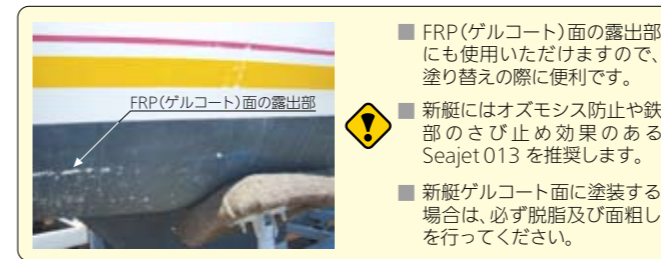 FRP(ゲルコート)面の露出部
■ FRP(ゲルコート)面の露出部
にも使用いただけますので、
塗り替えの際に便利です。
■ 新艇にはオズモシス防止や鉄
部のさび止め効果のある
Seajet 013 を推奨します。
■ 新艇ゲルコート面に塗装する
場合は、必ず脱脂及び面粗し
を行ってください。